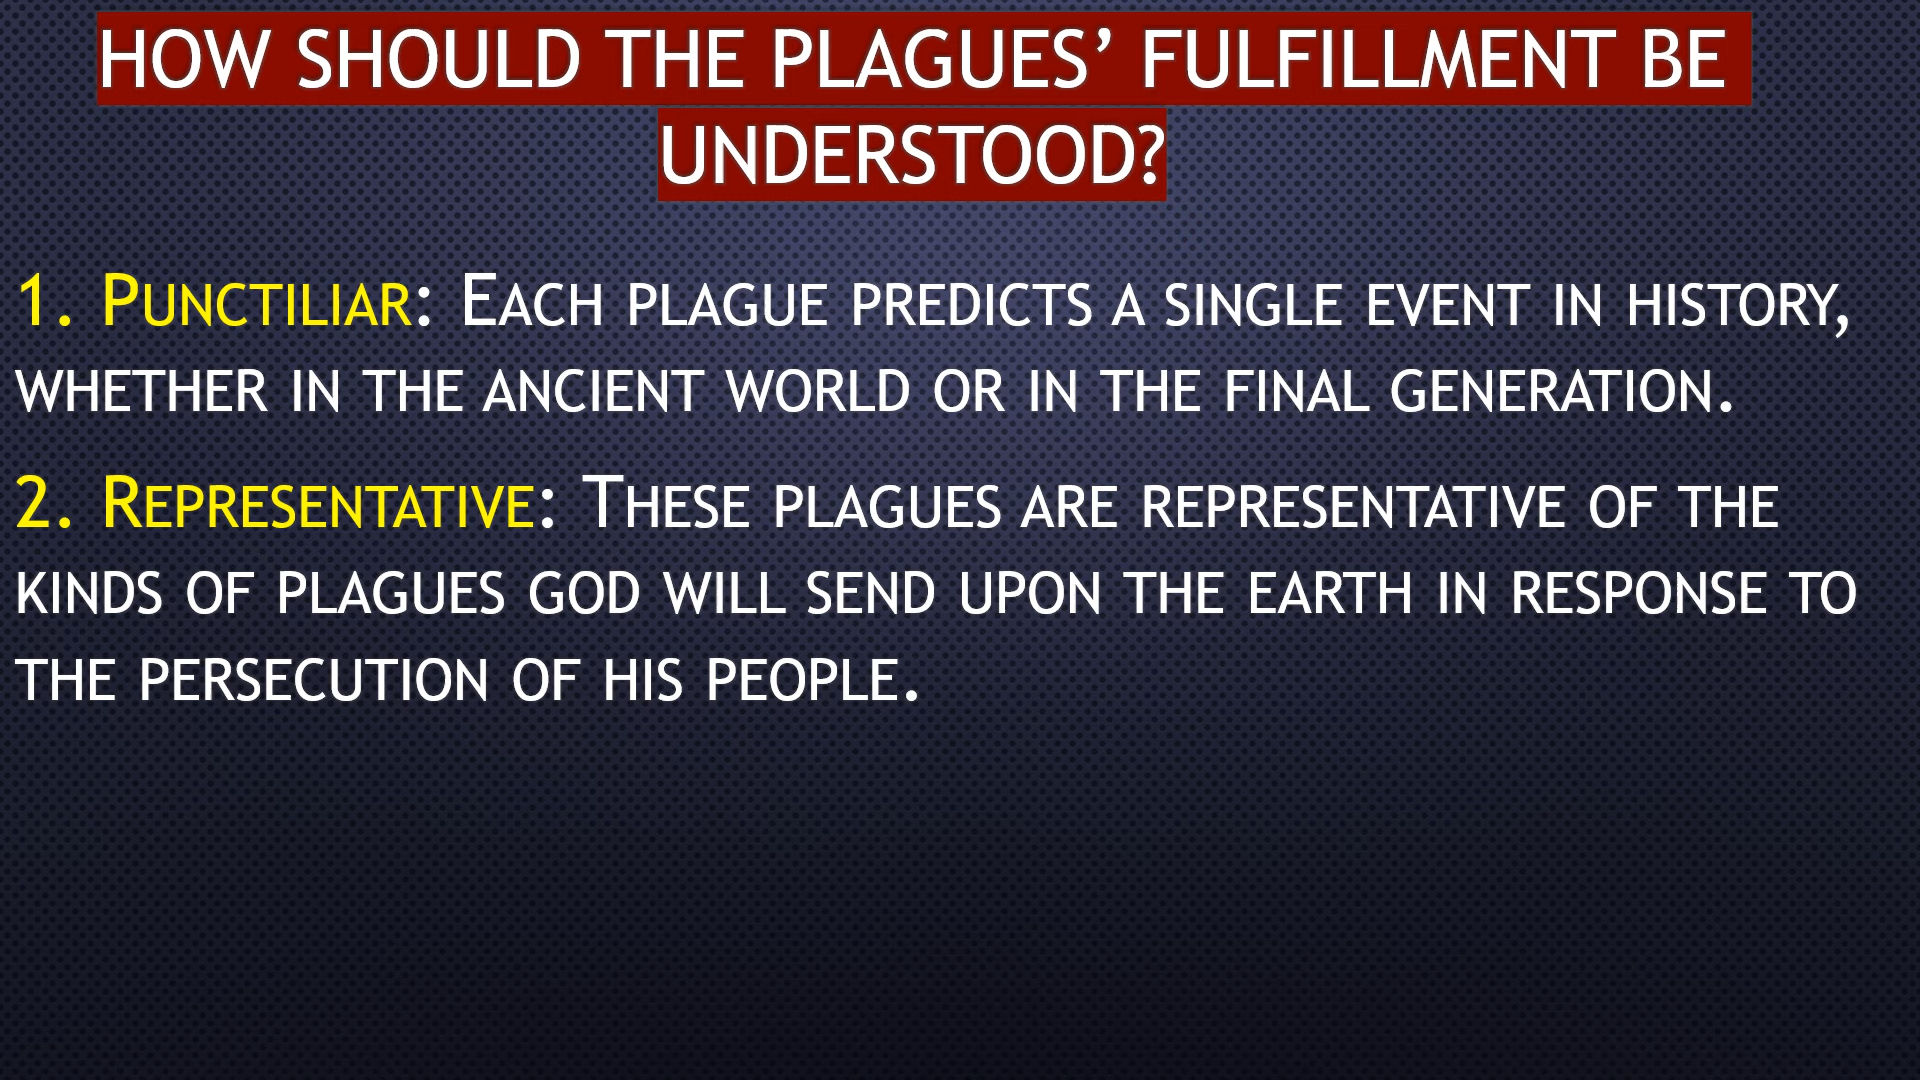 HOW SHOULD THE PLAGUES’ FULFILLMENT BE
UNDERSTOOD?
1. Punctiliar: Each plague predicts a single event in history,
whether in the ancient world or in the final generation.
2. Representative: These plagues are representative of the
kinds of plagues god will send upon the earth in response to
the persecution of his people.